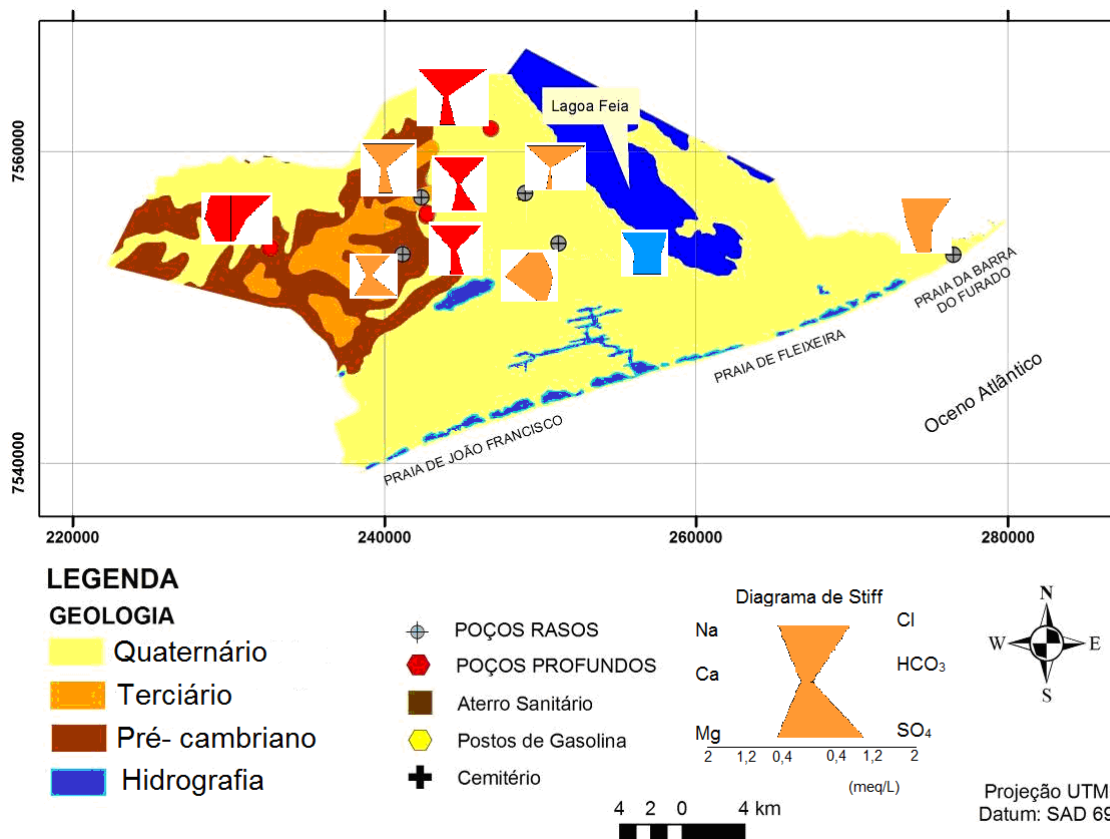 Lagoa Feia
7560000
7540000
PRAIA DA BARRA
DO FURADO
PRAIA DE FLEIXEIRA
Oceno Atlântico
PRAIA DE JOÃO FRANCISCO
220000
240000
260000
280000
LEGENDA
GEOLOGIA
Quaternário
Terciário
Pré- cambriano
Hidrografia
POÇOS RASOS
POÇOS PROFUNDOS
Aterro Sanitário
Postos de Gasolina
Cemitério
Diagrama de Stiff
Na
Cl
Ca
HCO₃
Mg
SO₄
2 1,2 0,4 0,4 1,2 2
(meq/L)
N
W E
S
4 2 0 4 km
Projeção UTM
Datum: SAD 69